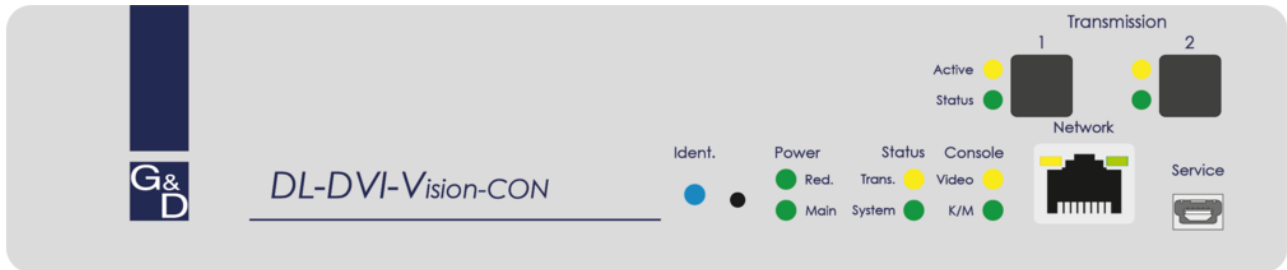 Transmission
1 2
Active
Status
Network
Ident. Power Status Console
Service
G&D
DL-DVI-Vision-CON
Red. Trans. Video
Main System K/M